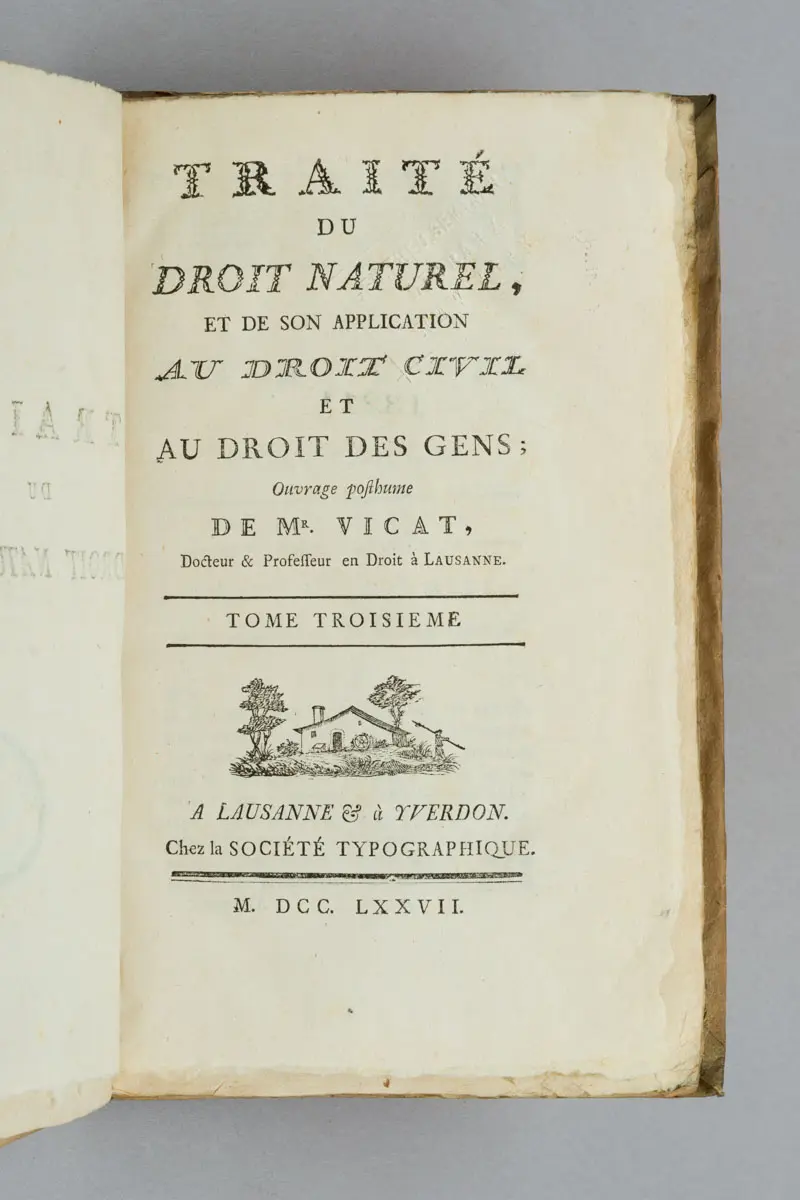 TRAITÉ
DU
DROIT NATUREL,
ET DE SON APPLICATION
AU DROIT CIVIL
ET
AU DROIT DES GENS;
Ouvrage poſthume
DE Mᴿ. VICAT,
Docteur & Profeſſeur en Droit à LAUSANNE.
TOME TROISIEME
A LAUSANNE & à YVERDON.
Chez la SOCIÉTÉ TYPOGRAPHIQUE.
M. DCC. LXXVII.